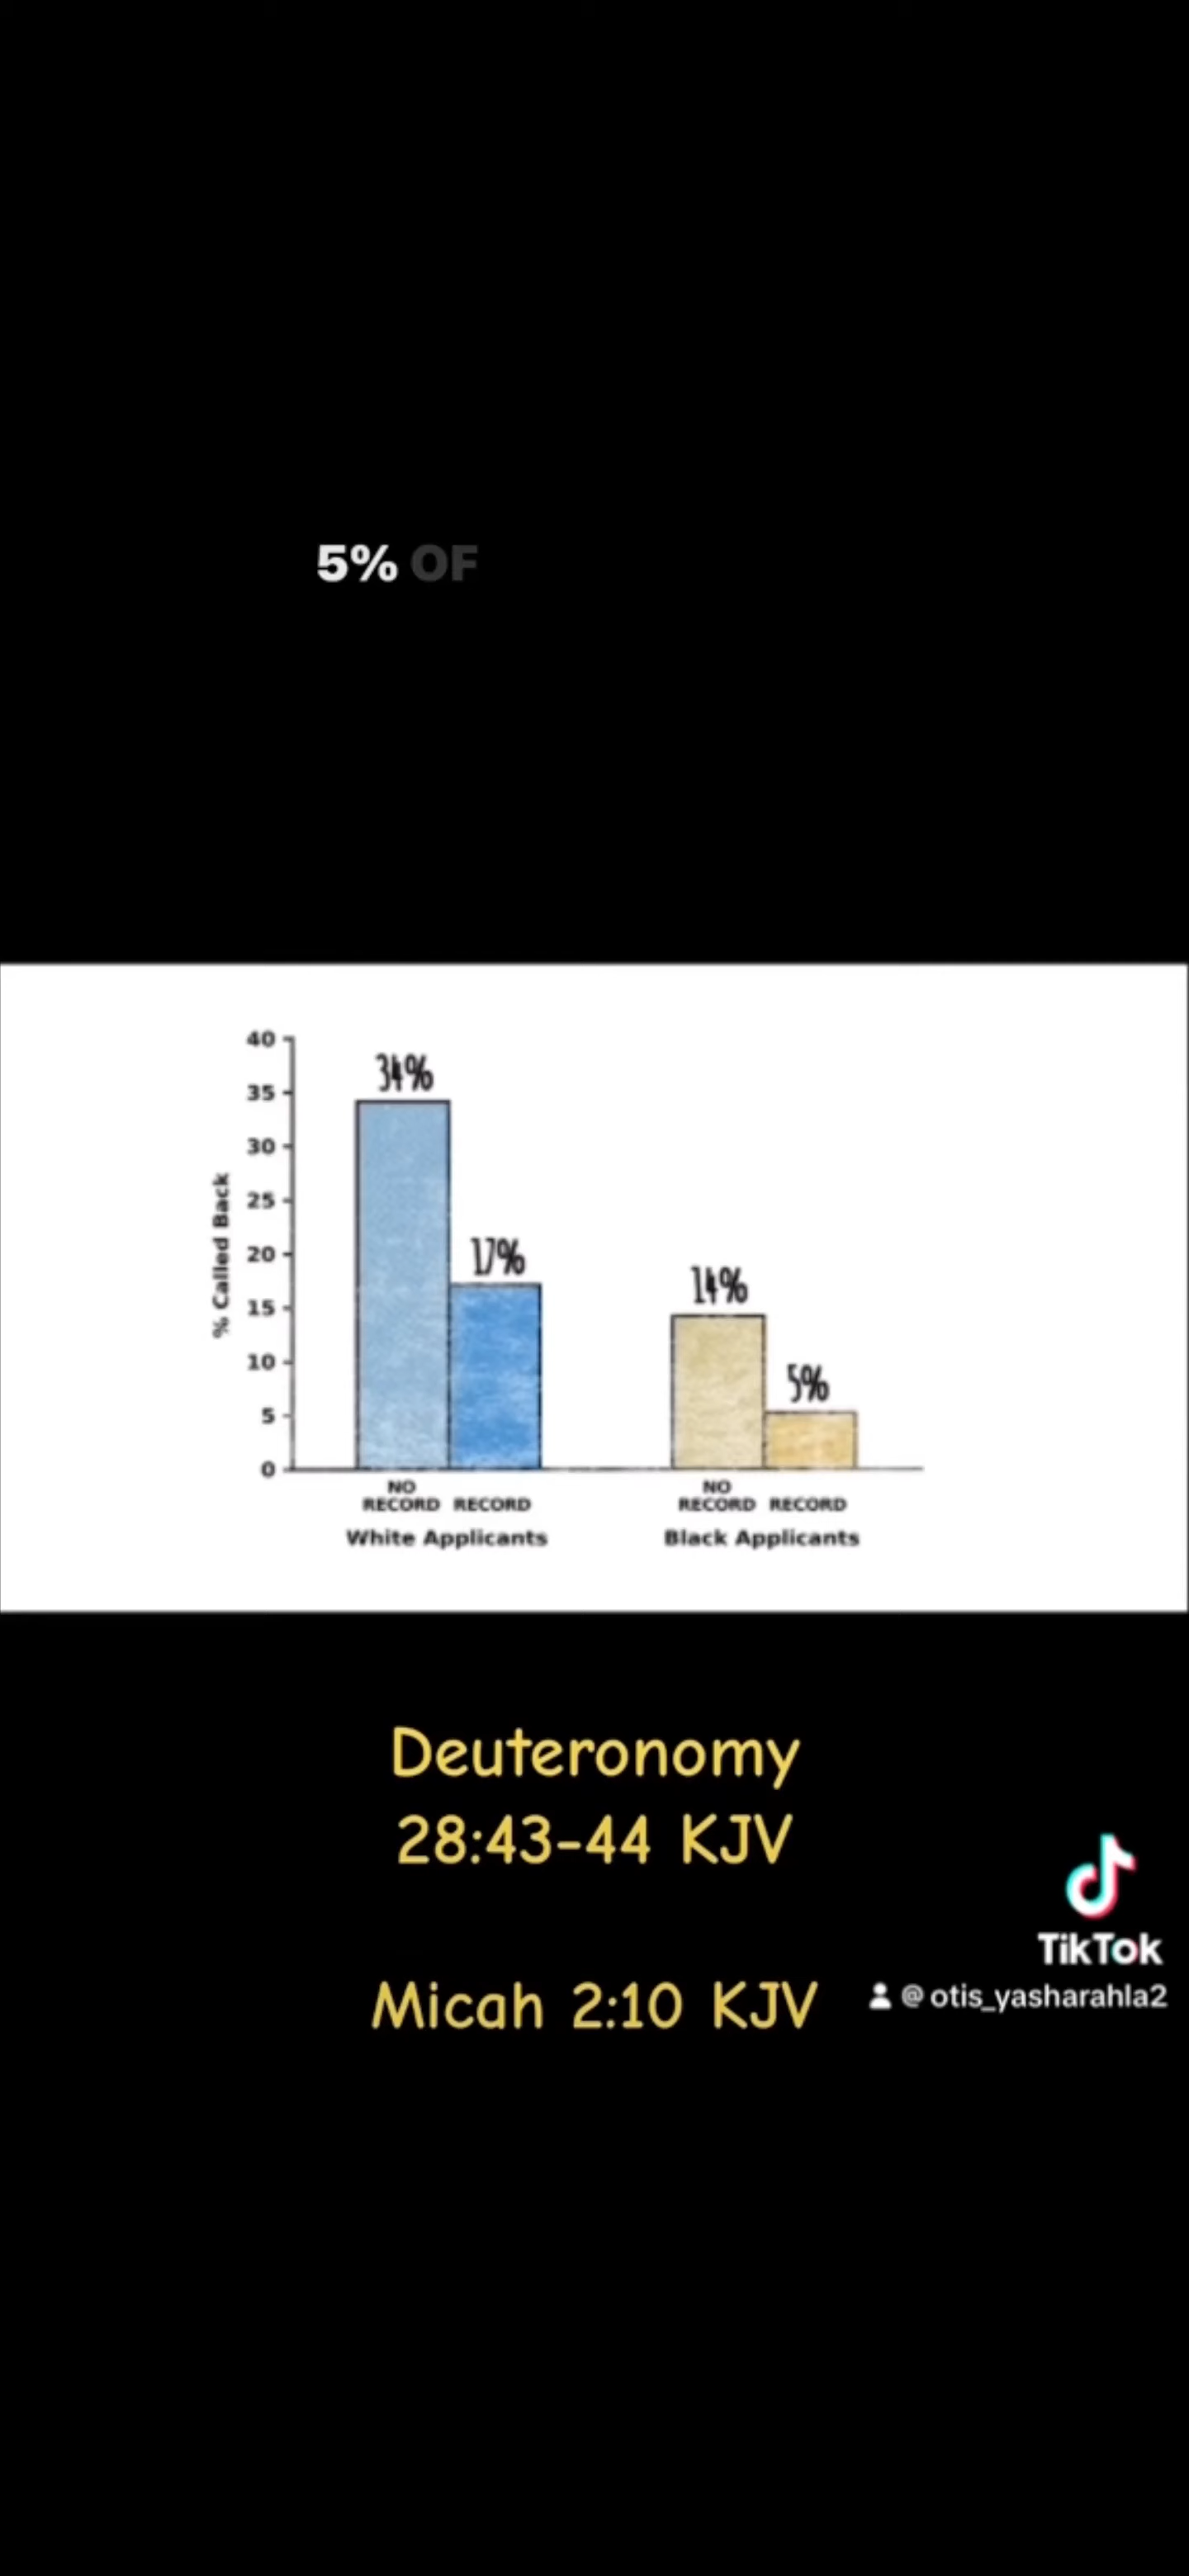 5% OF
40
35
30
25
20
15
10
5
0
% Called Back
34%
17%
14%
5%
NO
RECORD
RECORD
NO
RECORD
RECORD
White Applicants
Black Applicants
Deuteronomy
28:43-44 KJV
Micah 2:10 KJV
TikTok
@otis_yasharahla2